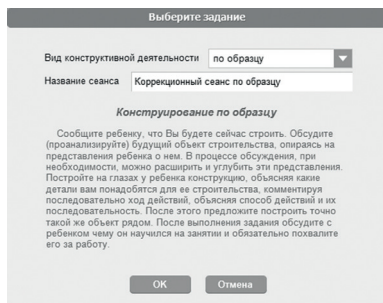 Выберите задание
Вид конструктивной деятельности по образцу
Название сеанса Коррекционный сеанс по образцу
Конструирование по образцу
Сообщите ребенку, что Вы будете сейчас строить. Обсудите
(проанализируйте) будущий объект строительства, опираясь на
представления ребенка о нем. В процессе обсуждения, при
необходимости, можно расширить и углубить эти представления.
Постройте на глазах у ребенка конструкцию, объясняя какие
детали вам понадобятся для ее строительства, комментируя
последовательно ход действий, объясняя способ действий и их
последовательность. После этого предложите построить точно
такой же объект рядом. После выполнения задания обсудите с
ребенком чему он научился на занятии и обязательно похвалите
его за работу.
OK Отмена